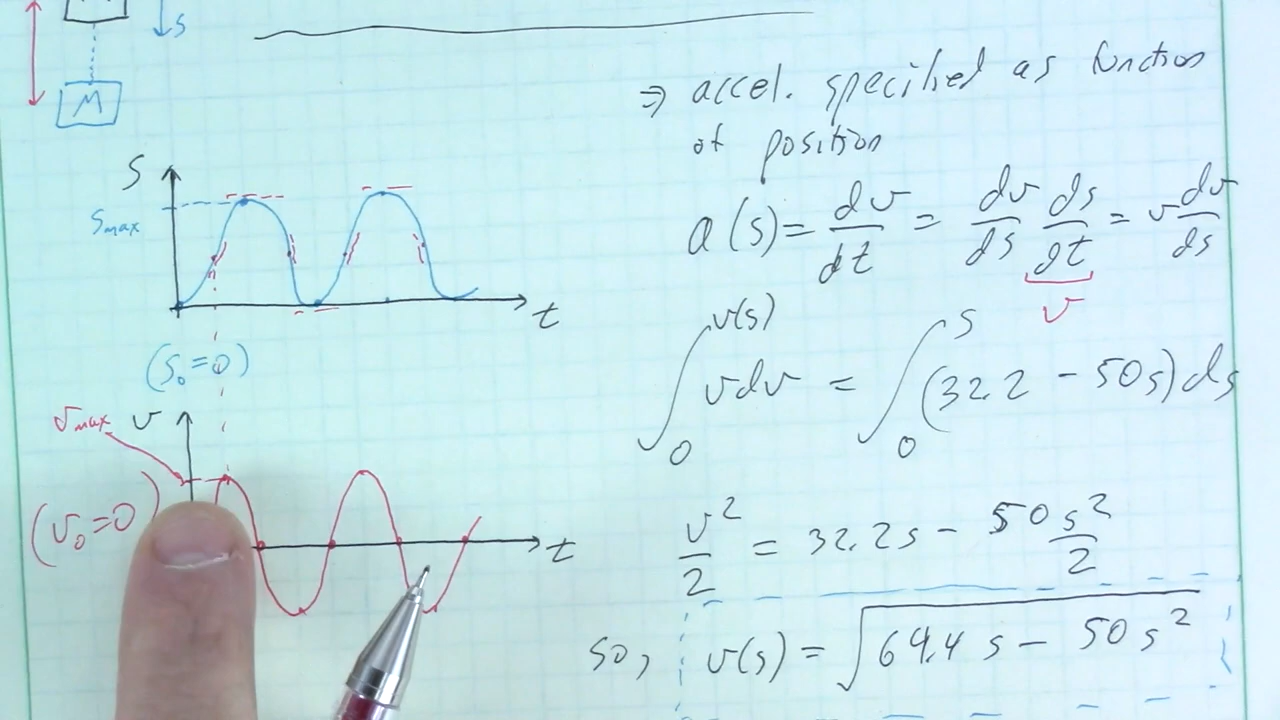 ↓ s
M
⇒ accel. specified as function
of position
a(s) = dv/dt = dv/ds ds/dt = v dv/ds
v
S
Smax
t
(S₀=0)
∫₀^v(s) v dv = ∫₀^s (32.2 - 50s) ds
vmax
v
(v₀=0)
t
v²/2 = 32.2s - 50 s²/2
so, v(s) = √(64.4 s - 50 s²)